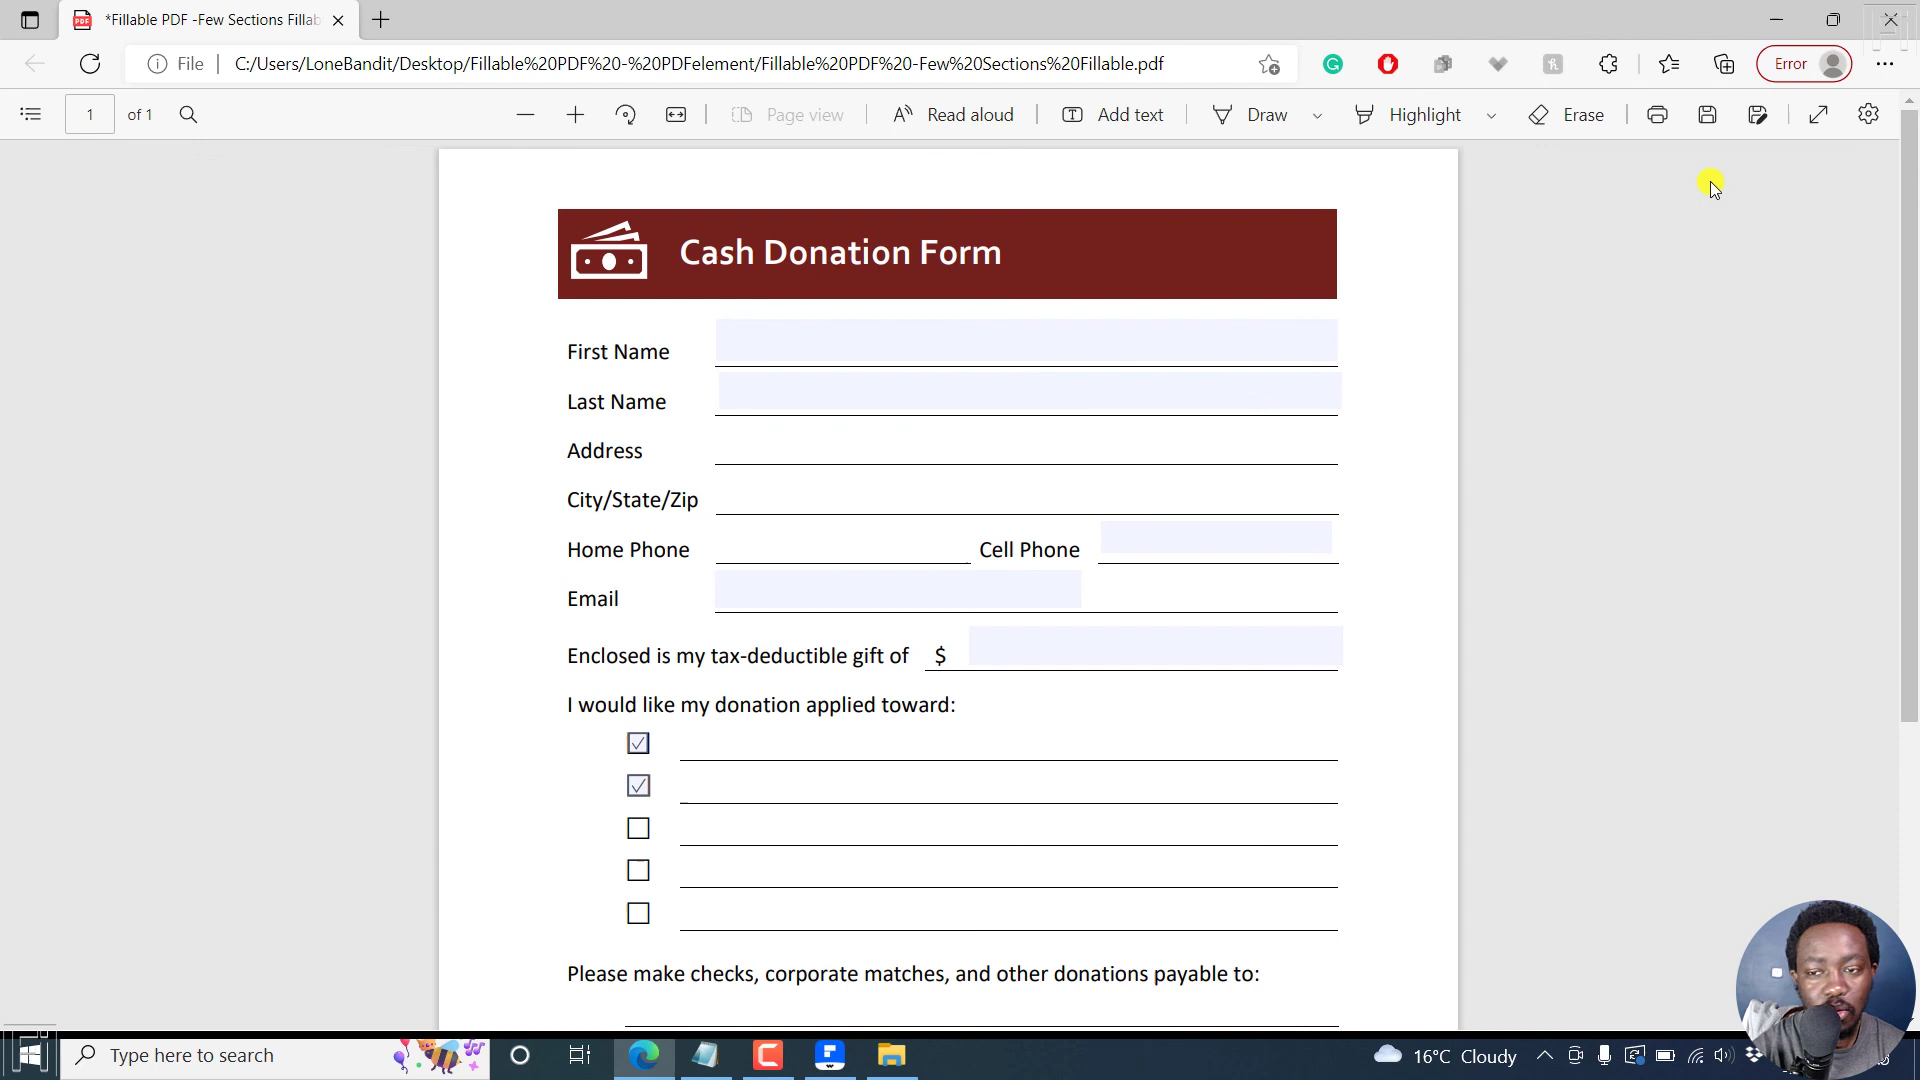 *Fillable PDF -Few Sections Fillab
File
C:/Users/LoneBandit/Desktop/Fillable%20PDF%20-%20PDFelement/Fillable%20PDF%20-Few%20Sections%20Fillable.pdf
Error
1
of 1
Page view
Read aloud
Add text
Draw
Highlight
Erase
Cash Donation Form
First Name
Last Name
Address
City/State/Zip
Home Phone
Cell Phone
Email
Enclosed is my tax-deductible gift of $
I would like my donation applied toward:
Please make checks, corporate matches, and other donations payable to:
Type here to search
16°C Cloudy